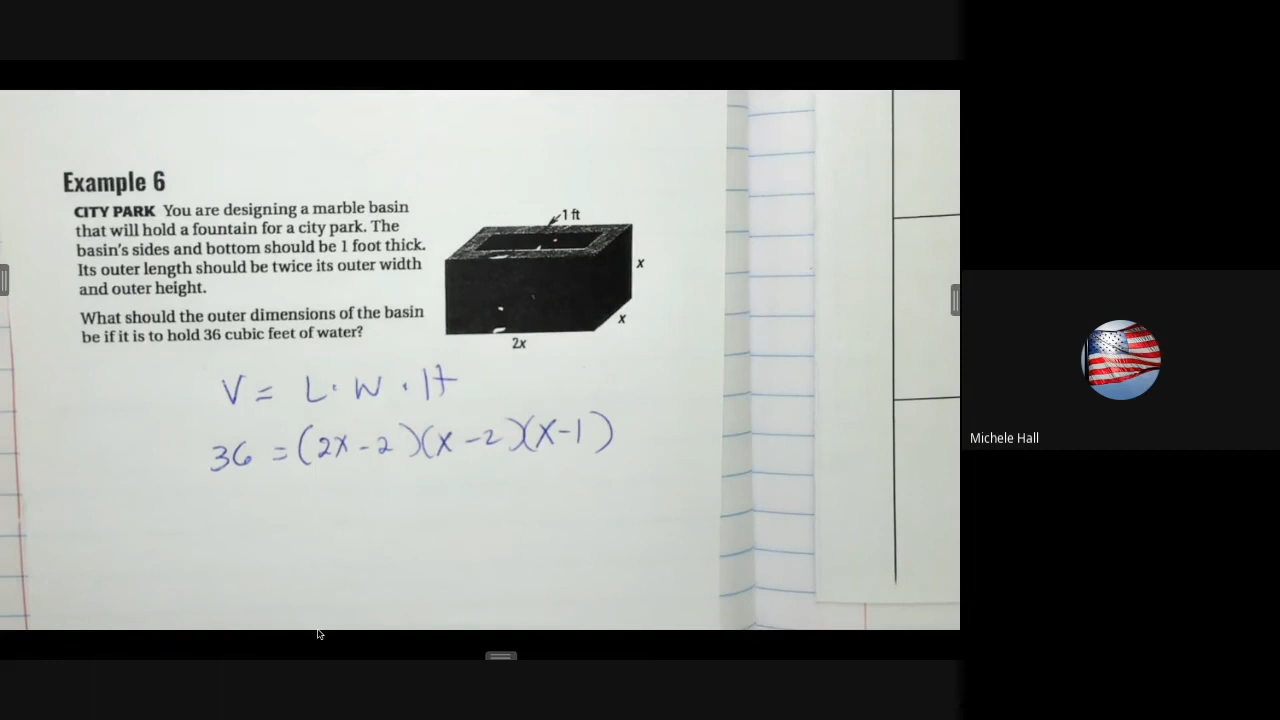 Example 6
CITY PARK You are designing a marble basin
that will hold a fountain for a city park. The
basin's sides and bottom should be 1 foot thick.
Its outer length should be twice its outer width
and outer height.
What should the outer dimensions of the basin
be if it is to hold 36 cubic feet of water?
1 ft
x
x
2x
V = L · W · H
36 = (2x - 2)(x - 2)(x - 1)
Michele Hall